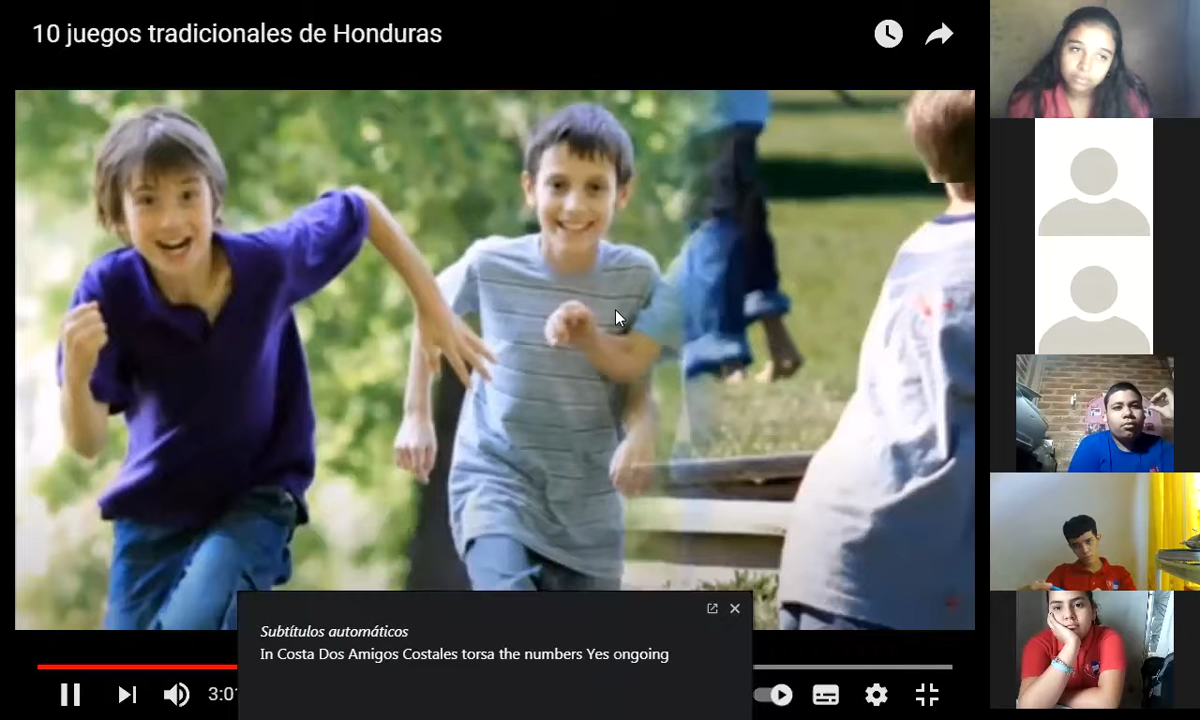 10 juegos tradicionales de Honduras
Subtítulos automáticos
In Costa Dos Amigos Costales torsa the numbers Yes ongoing
3:01